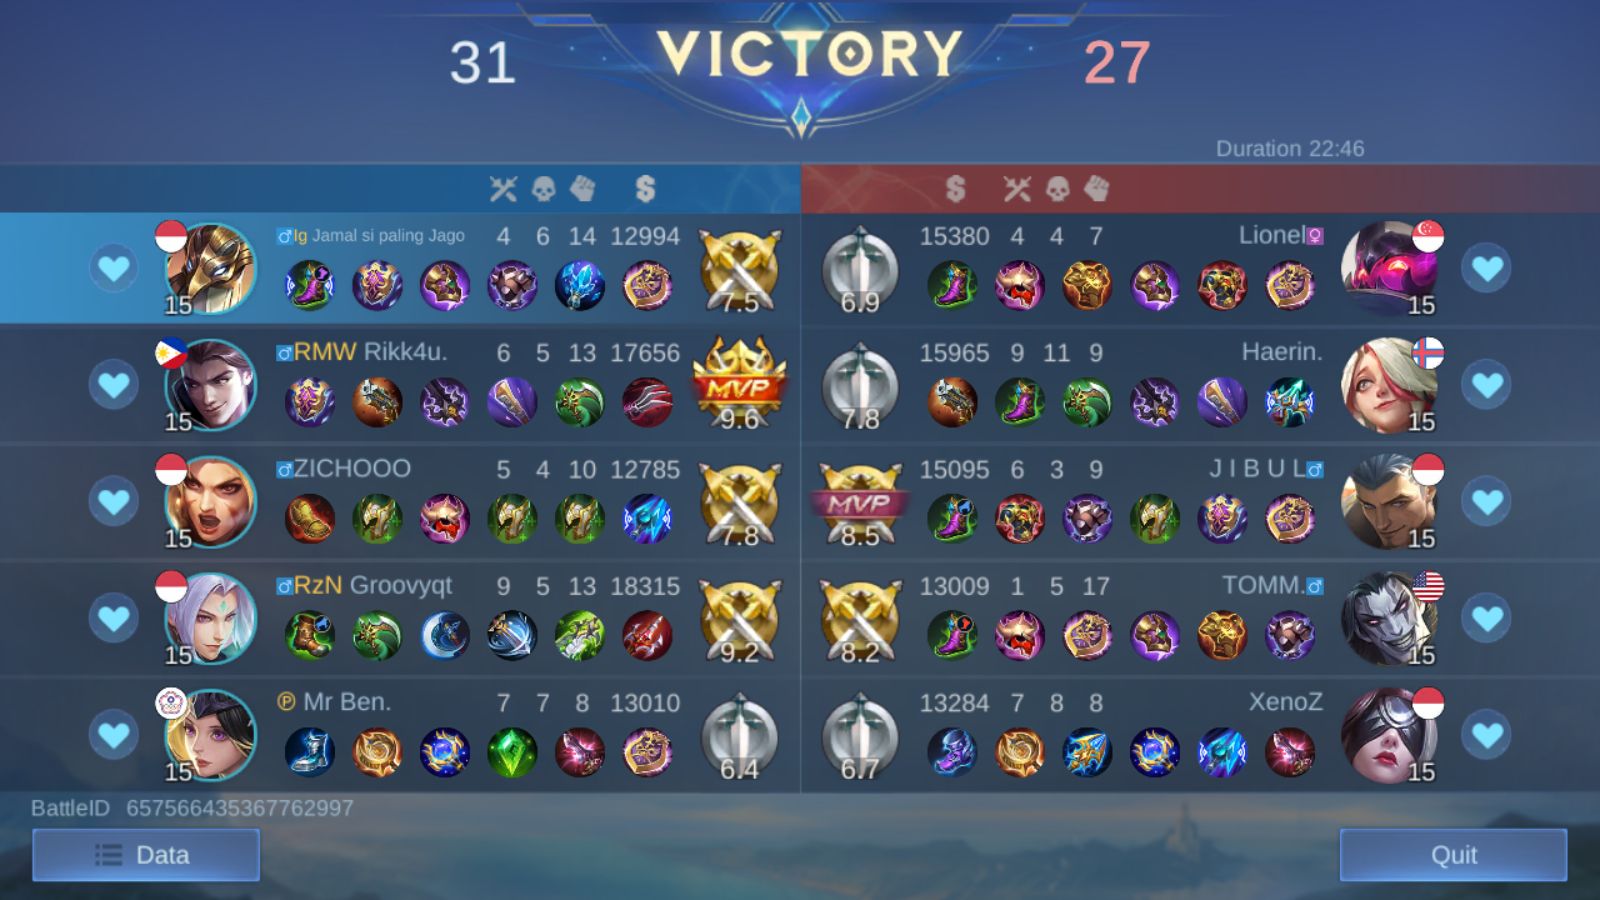 31 VICTORY 27
Duration 22:46
lg Jamal si paling Jago 4 6 14 12994
15 7.5
15380 4 4 7 Lionel
6.9 15
RMW Rikk4u. 6 5 13 17656
15 MVP 9.6
15965 9 11 9 Haerin.
7.8 15
ZICHOOO 5 4 10 12785
15 7.8
15095 6 3 9 J I B U L
MVP 8.5 15
RzN Groovyqt 9 5 13 18315
15 9.2
13009 1 5 17 TOMM.
8.2 15
P Mr Ben. 7 7 8 13010
15 6.4
13284 7 8 8 XenoZ
6.7 15
BattleID 657566435367762997
Data Quit